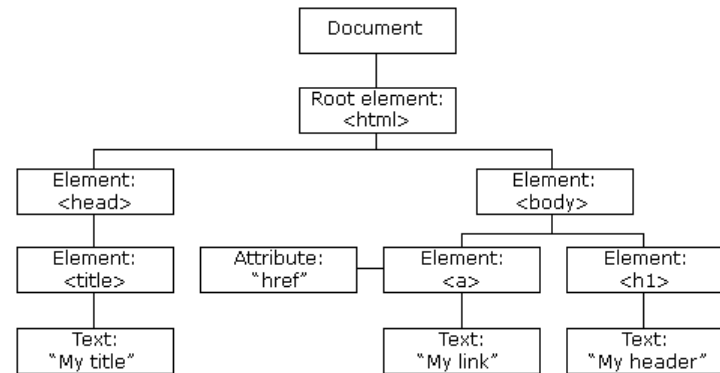 Document
Root element:
<html>
Element:
<head>
Element:
<body>
Element:
<title>
Attribute:
"href"
Element:
<a>
Element:
<h1>
Text:
"My title"
Text:
"My link"
Text:
"My header"